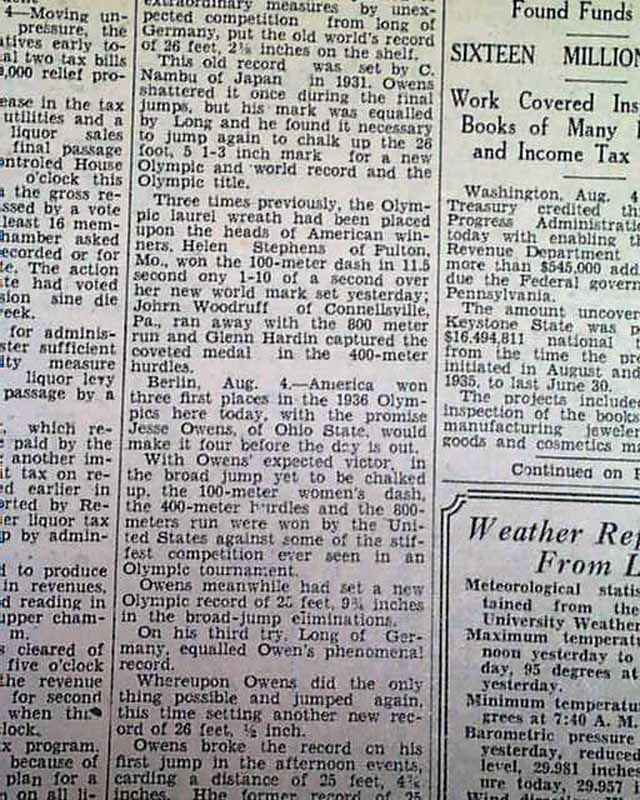 4—Moving un-
pressure, the
atives early to-
al two tax bills
,000 relief pro-
ease in the tax
utilities and a
liquor sales
final passage
ontroled House
o'clock this
the gross re-
ssed by a vote
least 16 mem-
hamber asked
ecorded or for
te. The action
te had voted
sion sine die
eek.
for adminis-
ster sufficient
ity measure
liquor levy
passage by a
, which re-
paid by the
another im-
it tax on re-
ed earlier in
orted by Re-
er liquor tax
p by admin-
d to produce
in revenues,
d reading in
upper cham-
m.
s cleared of
five o'clock
the revenue
for second
when this
lock.
x program,
because of
plan for a
n on all li-
extraordinary measures by unex-
pected competition from long of
Germany, put the old world's record
of 26 feet, 2⅛ inches on the shelf.
This old record was set by C.
Nambu of Japan in 1931. Owens
shattered it once during the final
jumps, but his mark was equalled
by Long and he found it necessary
to jump again to chalk up the 26
foot, 5 1-3 inch mark for a new
Olympic and world record and the
Olympic title.
Three times previously, the Olym-
pic laurel wreath had been placed
upon the heads of American win-
ners. Helen Stephens of Fulton,
Mo., won the 100-meter dash in 11.5
second ony 1-10 of a second over
her new world mark set yesterday;
Johrn Woodruff of Connellsville,
Pa., ran away with the 800 meter
run and Glenn Hardin captured the
coveted medal in the 400-meter
hurdles.
Berlin, Aug. 4.—America won
three first places in the 1936 Olym-
pics here today, with the promise
Jesse Owens, of Ohio State, would
make it four before the day is out.
With Owens' expected victor, in
the broad jump yet to be chalked
up, the 100-meter women's dash,
the 400-meter hurdles and the 800-
meters run were won by the Uni-
ted States against some of the stif-
fest competition ever seen in an
Olympic tournament.
Owens meanwhile had set a new
Olympic record of 25 feet, 9¾ inches
in the broad-jump eliminations.
On his third try, Long of Ger-
many, equalled Owen's phenomenal
record.
Whereupon Owens did the only
thing possible and jumped again,
this time setting another new rec-
ord of 26 feet, ½ inch.
Owens broke the record on his
first jump in the afternoon events,
carding a distance of 25 feet, 4¾
inches. Hhe former record of 25
Found Funds
SIXTEEN MILLION
Work Covered Ins
Books of Many
and Income Tax
Washington, Aug. 4
Treasury credited th
Progress Administratio
today with enabling th
Revenue Department
more than $545,000 add
due the Federal govern
Pennsylvania.
The amount uncover
Keystone State was p
$16,494,811 national t
from the time the pro
initiated in August and
1935, to last June 30.
The projects included
inspection of the books
manufacturing jeweler
goods and cosmetics ma
Continued on
Weather Rep
From L
Meteorological statis
tained from the
University Weather
Maximum temperatu
noon yesterday to
day, 95 degrees at
yesterday.
Minimum temperatur
grees at 7:40 A. M.
Barometric pressure
yesterday, reduced
level, 29.981 inches
ure today, 29.957